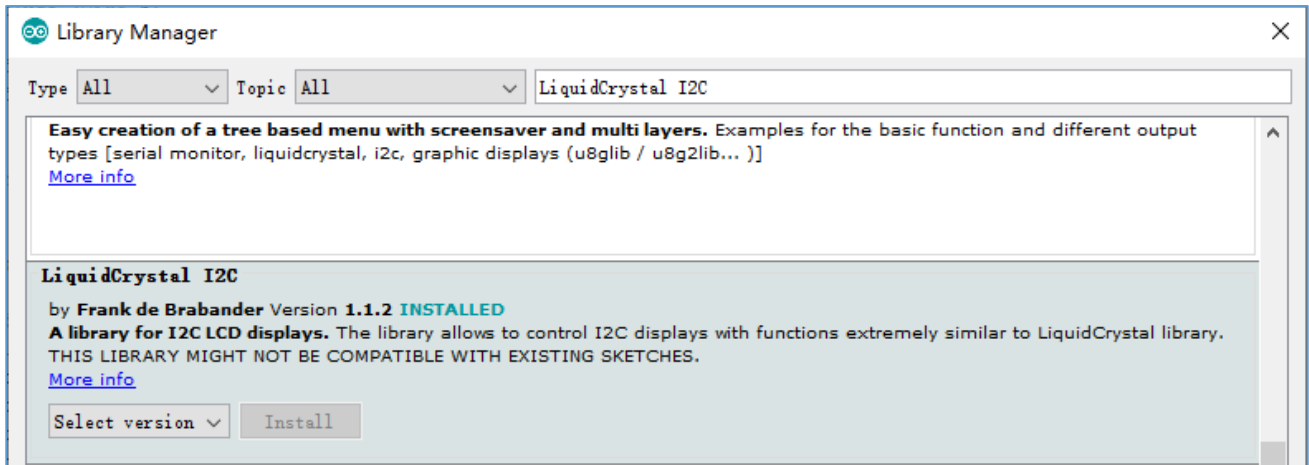 Library Manager
Type All Topic All LiquidCrystal I2C
Easy creation of a tree based menu with screensaver and multi layers. Examples for the basic function and different output
types [serial monitor, liquidcrystal, i2c, graphic displays (u8glib / u8g2lib... )]
More info
LiquidCrystal I2C
by Frank de Brabander Version 1.1.2 INSTALLED
A library for I2C LCD displays. The library allows to control I2C displays with functions extremely similar to LiquidCrystal library.
THIS LIBRARY MIGHT NOT BE COMPATIBLE WITH EXISTING SKETCHES.
More info
Select version Install